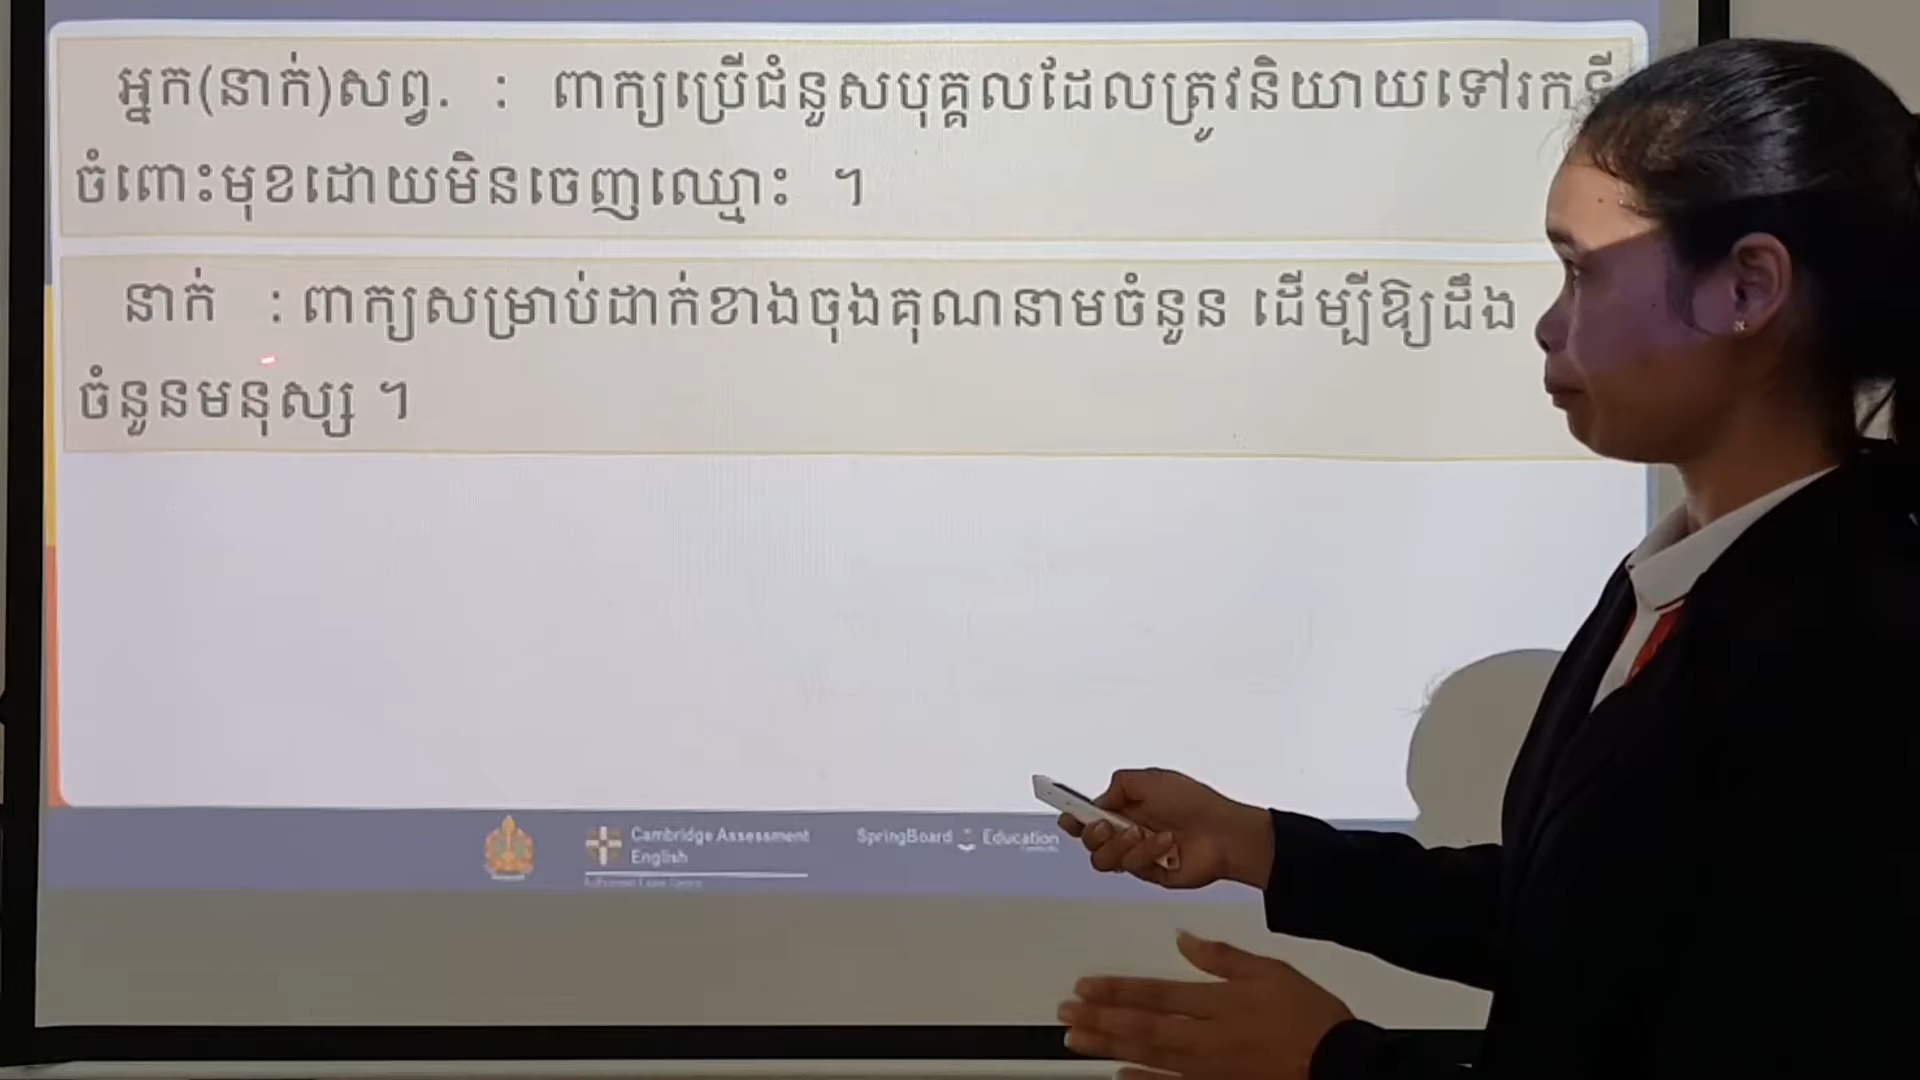 អ្នក(នាក់)សព្វ. : ពាក្យប្រើជំនួសបុគ្គលដែលត្រូវនិយាយទៅរកទី
ចំពោះមុខដោយមិនចេញឈ្មោះ ។
នាក់ : ពាក្យសម្រាប់ដាក់ខាងចុងគុណនាមចំនួន ដើម្បីឱ្យដឹង
ចំនួនមនុស្ស ។
Cambridge Assessment
English
SpringBoard Education